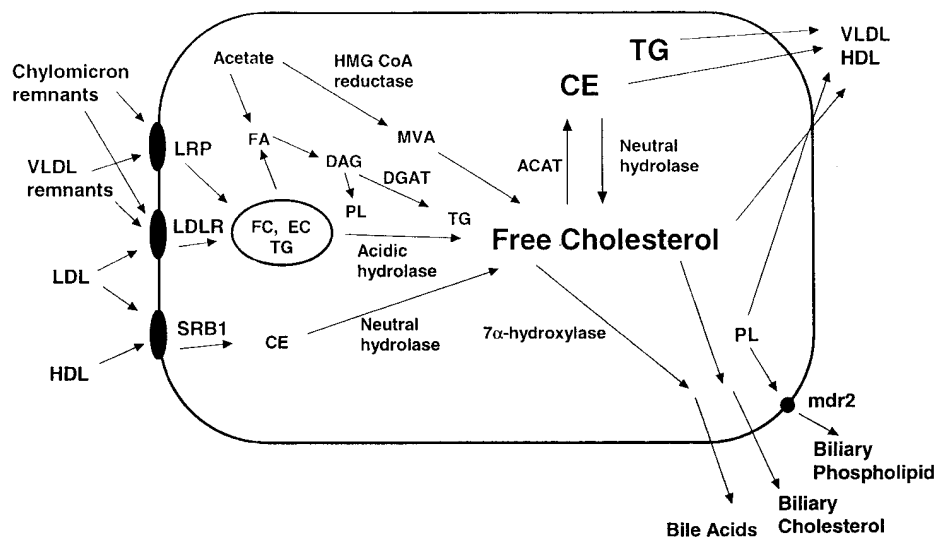 Chylomicron
remnants
VLDL
remnants
LDL
HDL
LRP
LDLR
SRB1
Acetate
HMG CoA
reductase
FA
MVA
DAG
DGAT
PL
TG
FC, EC
TG
Acidic
hydrolase
CE
Neutral
hydrolase
TG
CE
ACAT
Neutral
hydrolase
Free Cholesterol
7α-hydroxylase
VLDL
HDL
PL
mdr2
Biliary
Phospholipid
Biliary
Cholesterol
Bile Acids